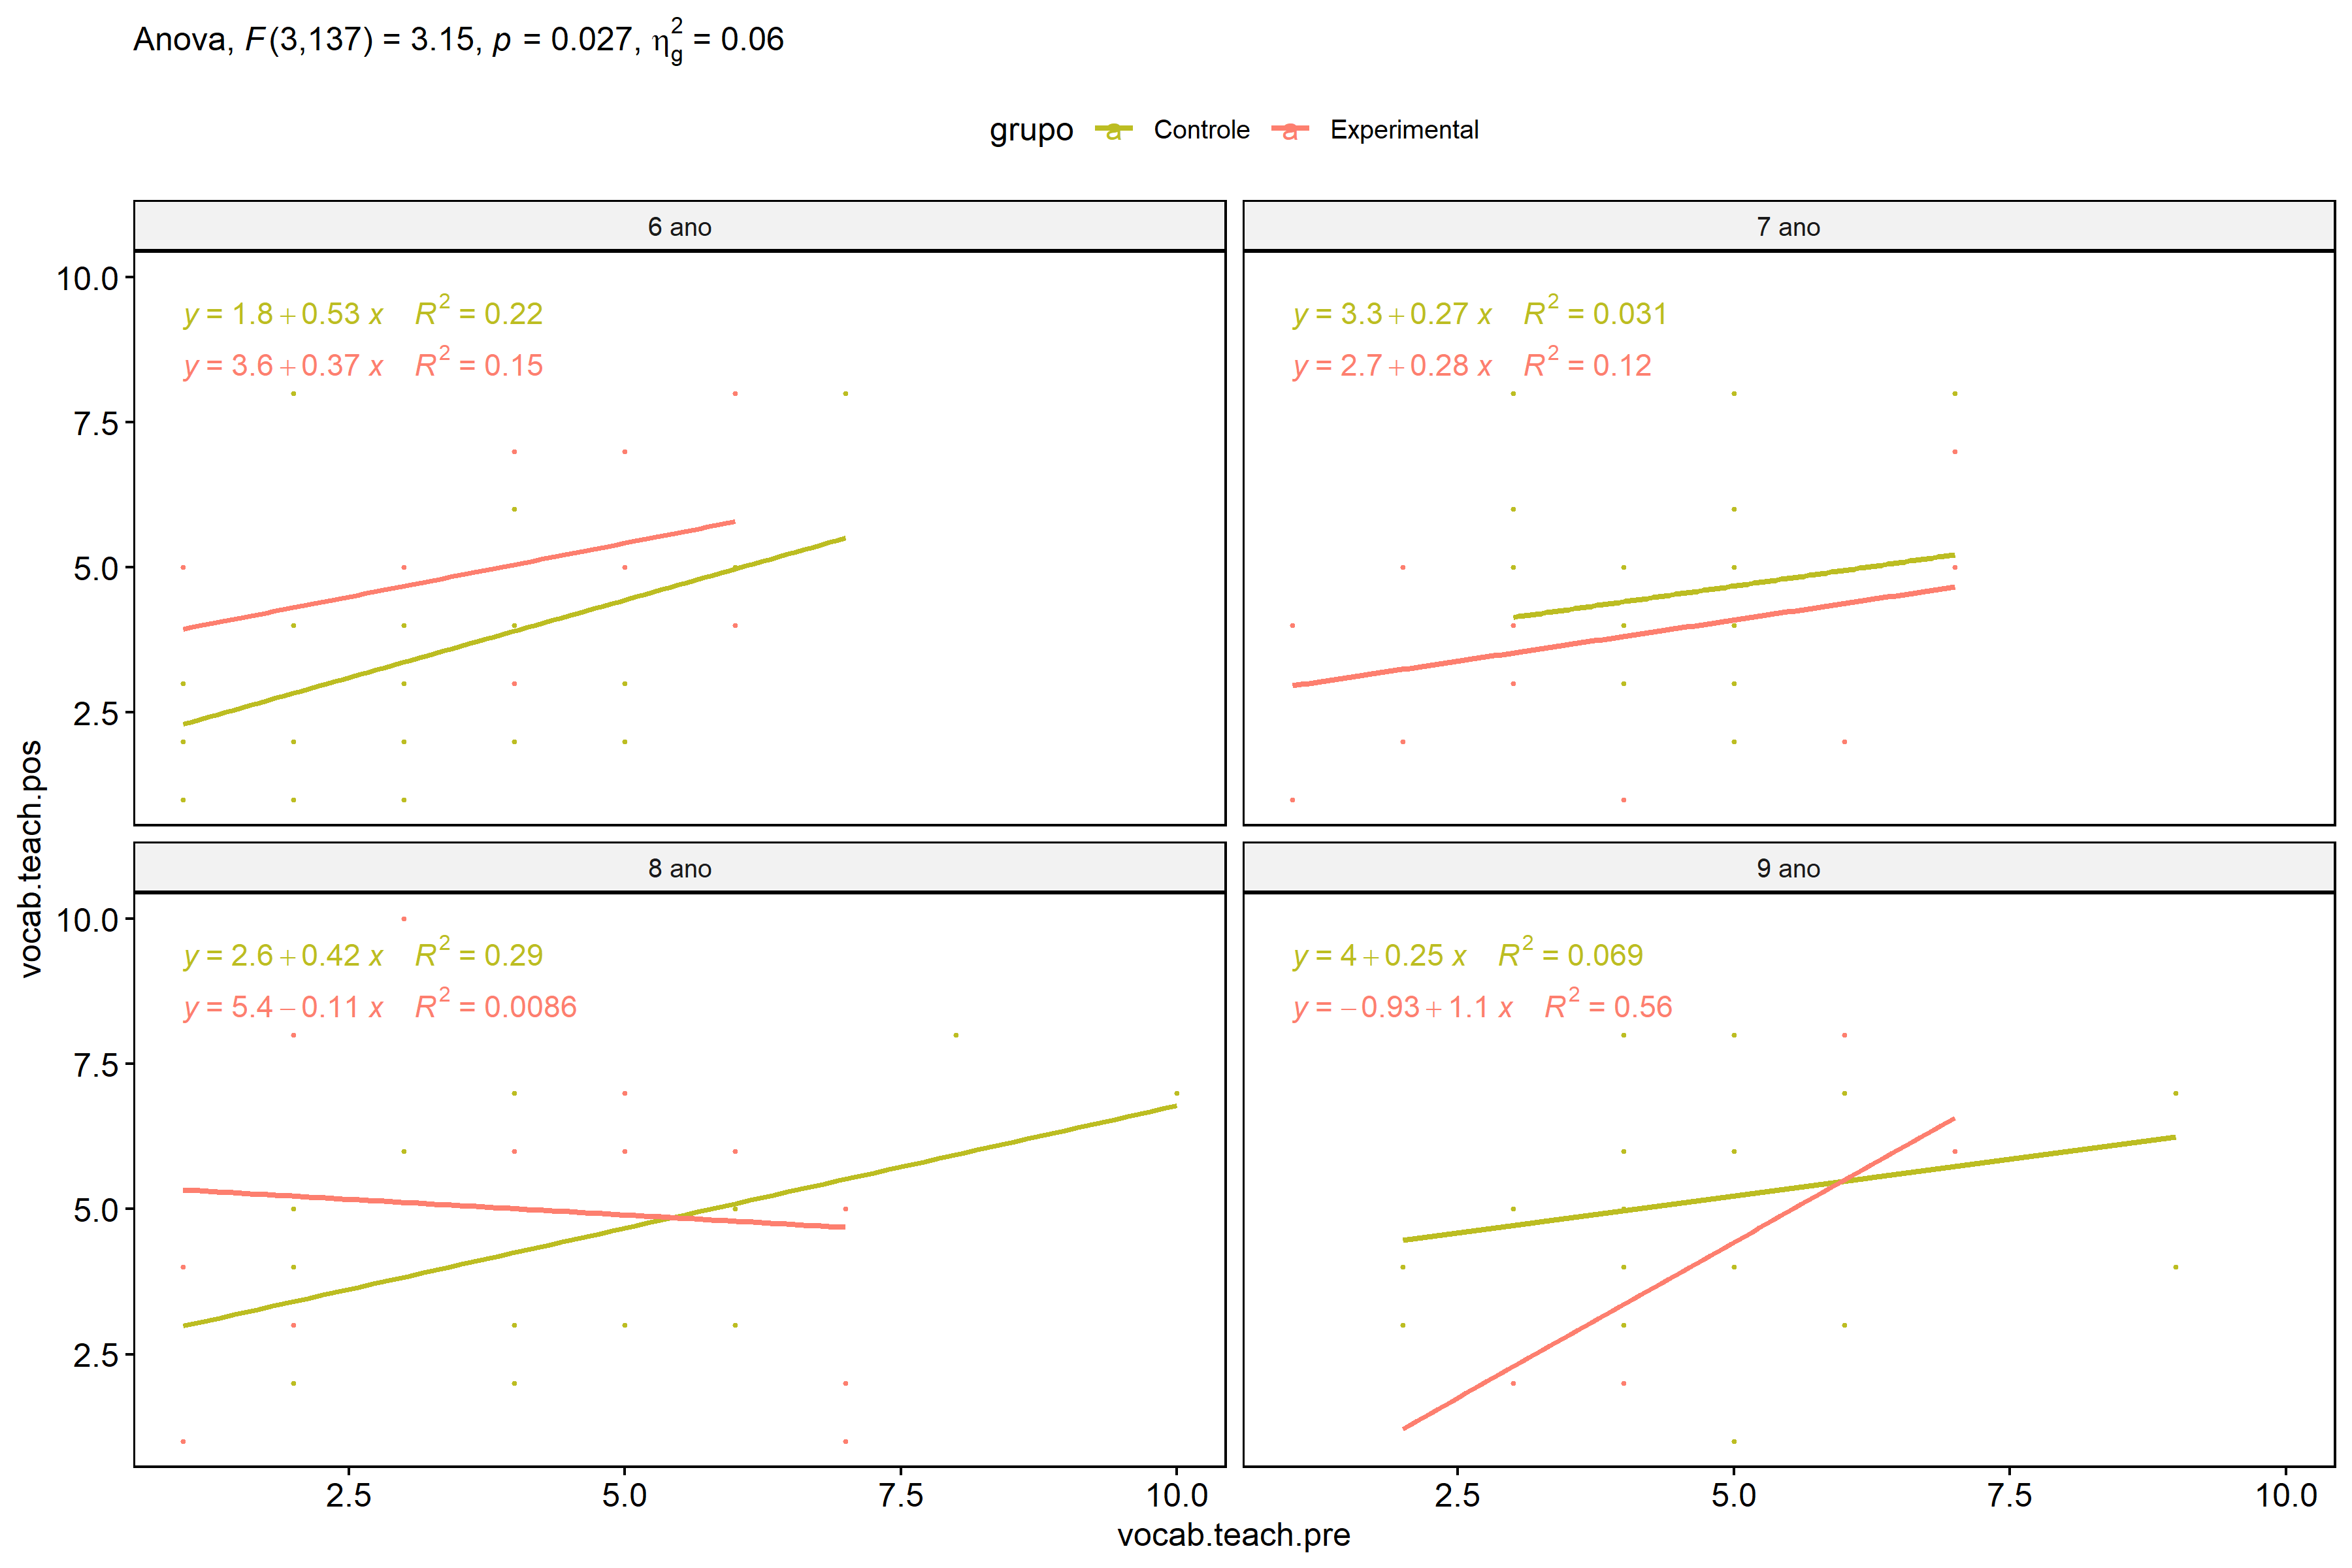 Anova, F(3,137) = 3.15, p = 0.027, η²g = 0.06
grupo a Controle a Experimental
6 ano
7 ano
10.0
7.5
5.0
2.5
y = 1.8 + 0.53 x R² = 0.22
y = 3.6 + 0.37 x R² = 0.15
y = 3.3 + 0.27 x R² = 0.031
y = 2.7 + 0.28 x R² = 0.12
vocab.teach.pos
8 ano
9 ano
10.0
7.5
5.0
2.5
y = 2.6 + 0.42 x R² = 0.29
y = 5.4 − 0.11 x R² = 0.0086
y = 4 + 0.25 x R² = 0.069
y = −0.93 + 1.1 x R² = 0.56
2.5 5.0 7.5 10.0
2.5 5.0 7.5 10.0
vocab.teach.pre